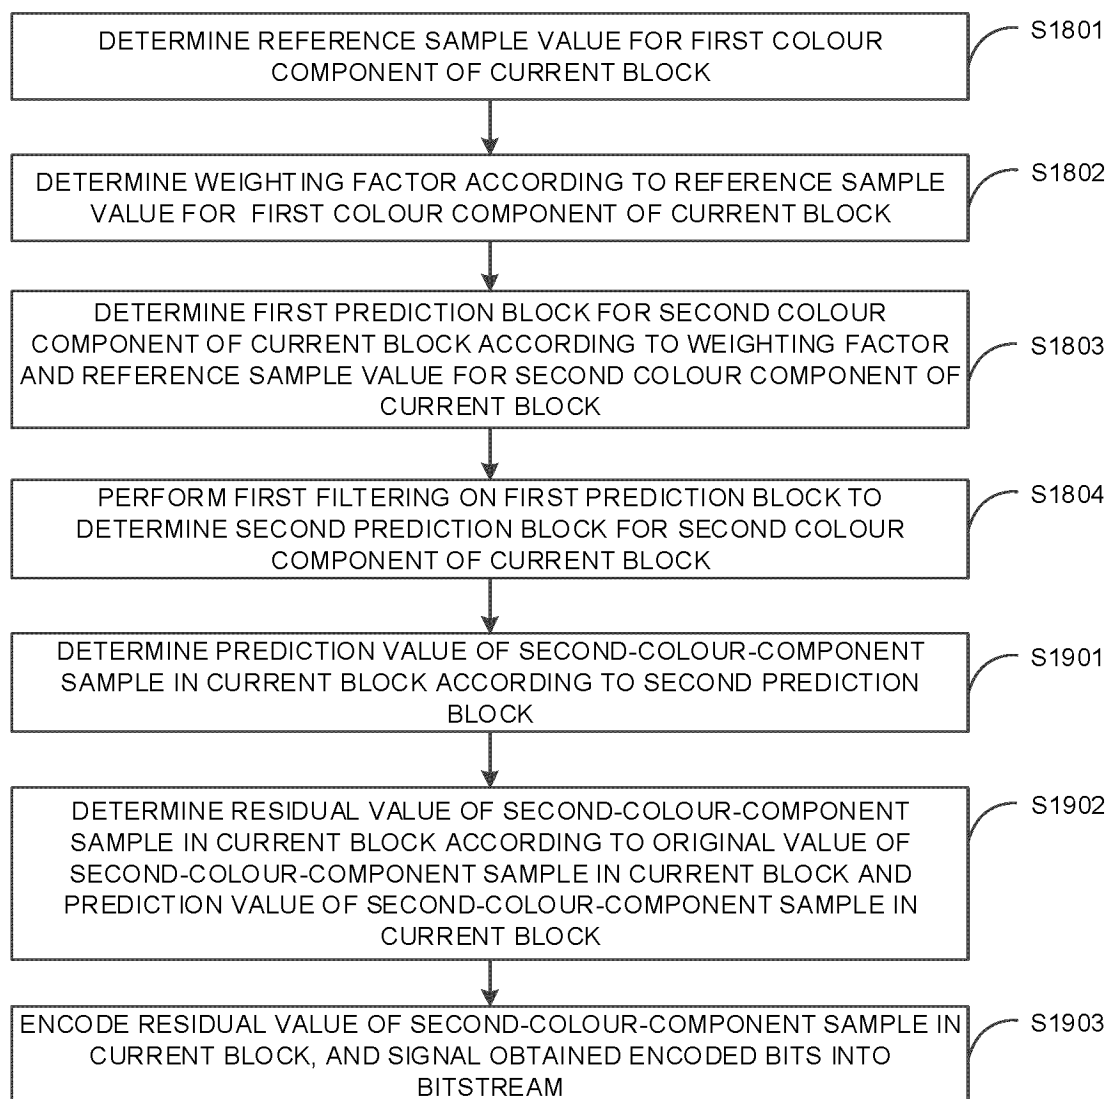 DETERMINE REFERENCE SAMPLE VALUE FOR FIRST COLOUR
COMPONENT OF CURRENT BLOCK
S1801
DETERMINE WEIGHTING FACTOR ACCORDING TO REFERENCE SAMPLE
VALUE FOR FIRST COLOUR COMPONENT OF CURRENT BLOCK
S1802
DETERMINE FIRST PREDICTION BLOCK FOR SECOND COLOUR
COMPONENT OF CURRENT BLOCK ACCORDING TO WEIGHTING FACTOR
AND REFERENCE SAMPLE VALUE FOR SECOND COLOUR COMPONENT OF
CURRENT BLOCK
S1803
PERFORM FIRST FILTERING ON FIRST PREDICTION BLOCK TO
DETERMINE SECOND PREDICTION BLOCK FOR SECOND COLOUR
COMPONENT OF CURRENT BLOCK
S1804
DETERMINE PREDICTION VALUE OF SECOND-COLOUR-COMPONENT
SAMPLE IN CURRENT BLOCK ACCORDING TO SECOND PREDICTION
BLOCK
S1901
DETERMINE RESIDUAL VALUE OF SECOND-COLOUR-COMPONENT
SAMPLE IN CURRENT BLOCK ACCORDING TO ORIGINAL VALUE OF
SECOND-COLOUR-COMPONENT SAMPLE IN CURRENT BLOCK AND
PREDICTION VALUE OF SECOND-COLOUR-COMPONENT SAMPLE IN
CURRENT BLOCK
S1902
ENCODE RESIDUAL VALUE OF SECOND-COLOUR-COMPONENT SAMPLE IN
CURRENT BLOCK, AND SIGNAL OBTAINED ENCODED BITS INTO
BITSTREAM
S1903